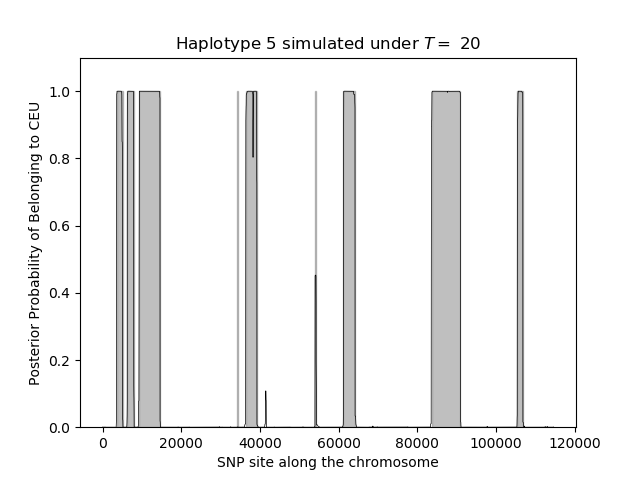 Haplotype 5 simulated under T = 20
Posterior Probability of Belonging to CEU
1.0
0.8
0.6
0.4
0.2
0.0
0 20000 40000 60000 80000 100000 120000
SNP site along the chromosome